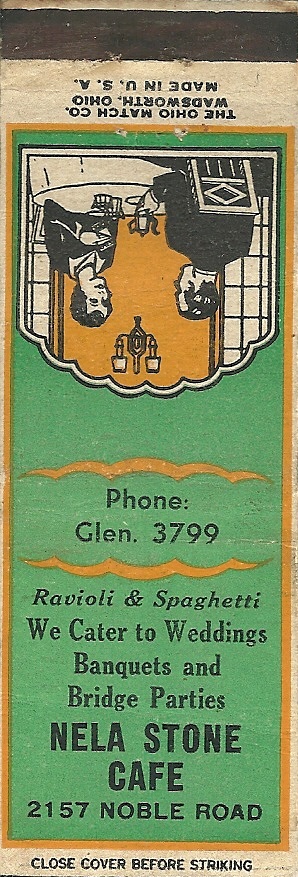 THE OHIO MATCH CO.
WADSWORTH, OHIO
MADE IN U. S. A.
Phone:
Glen. 3799
Ravioli & Spaghetti
We Cater to Weddings
Banquets and
Bridge Parties
NELA STONE
CAFE
2157 NOBLE ROAD
CLOSE COVER BEFORE STRIKING